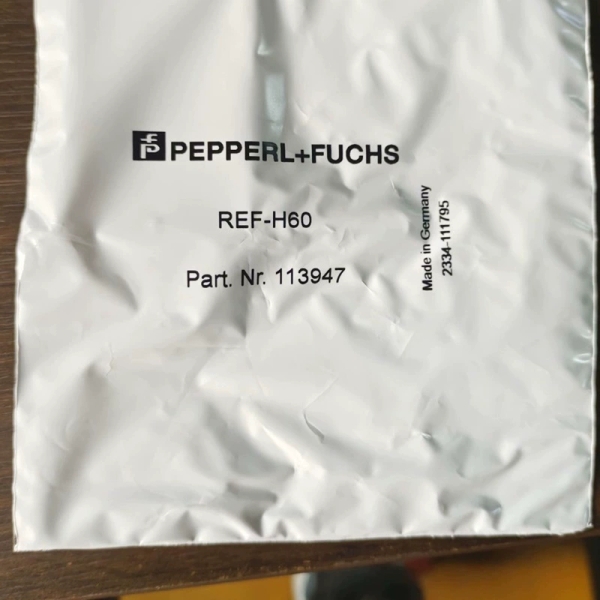 PEPPERL+FUCHS
REF-H60
Part. Nr. 113947
Made in Germany
2334-111795